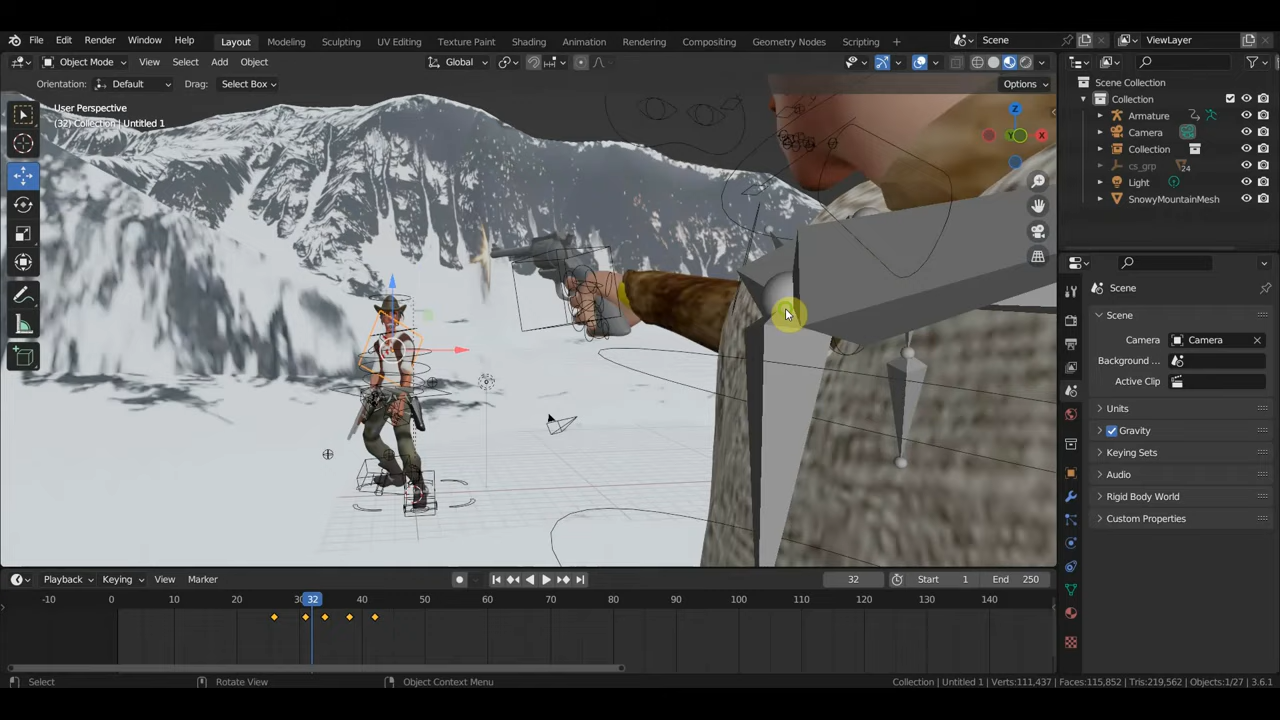 File Edit Render Window Help Layout Modeling Sculpting UV Editing Texture Paint Shading Animation Rendering Compositing Geometry Nodes Scripting + Scene ViewLayer
Object Mode View Select Add Object Global
Orientation: Default Drag: Select Box Options
User Perspective
(32) Collection | Untitled 1
Z
Y
X
Scene Collection
Collection
Armature
Camera
Collection
cs_grp
24
Light
SnowyMountainMesh
Scene
Scene
Camera Camera
Background ...
Active Clip
Units
Gravity
Keying Sets
Audio
Rigid Body World
Custom Properties
Playback Keying View Marker 32 Start 1 End 250
-10 0 10 20 30 32 40 50 60 70 80 90 100 110 120 130 140
Select Rotate View Object Context Menu Collection | Untitled 1 | Verts:111,437 | Faces:115,852 | Tris:219,562 | Objects:1/27 | 3.6.1